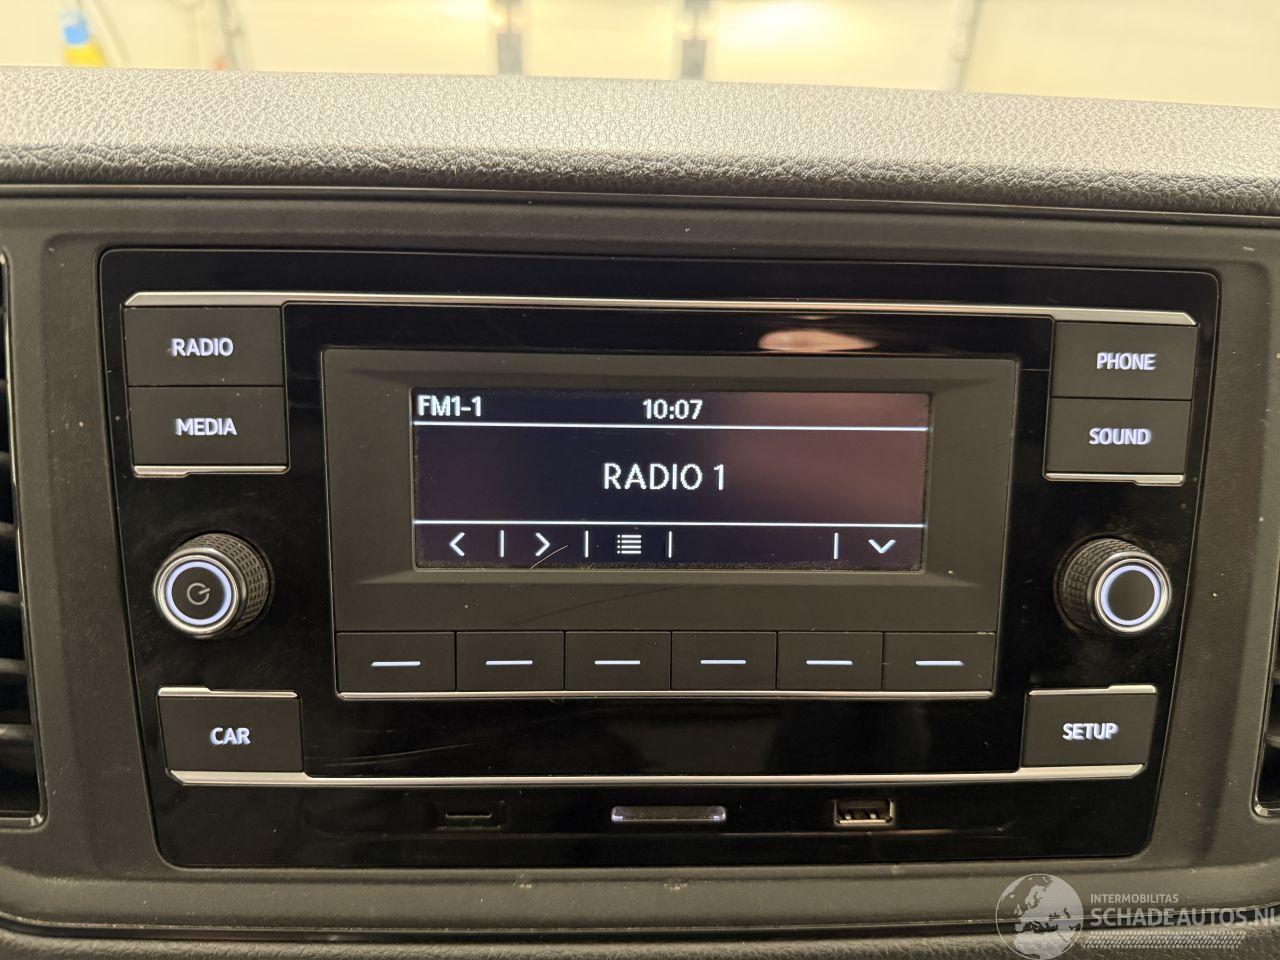 RADIO
MEDIA
PHONE
SOUND
FM1-1 10:07
RADIO 1
CAR
SETUP
INTERMOBILITAS
SCHADEAUTOS.NL